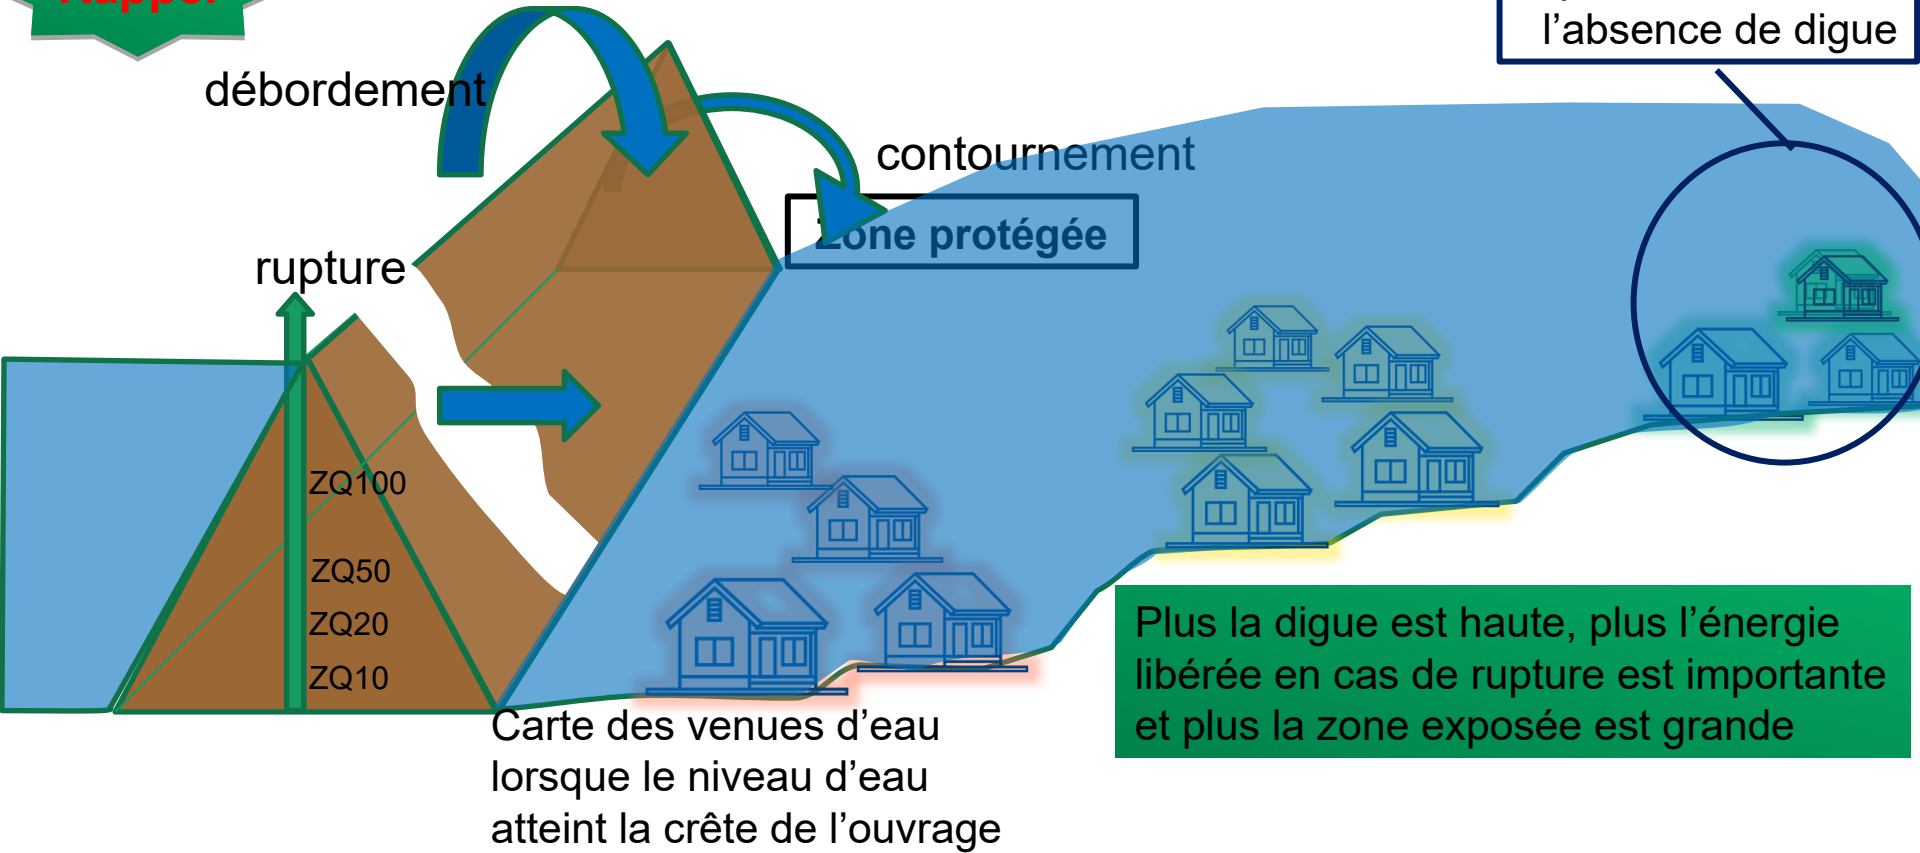 Rappel
l’absence de digue
débordement
contournement
Zone protégée
rupture
ZQ100
ZQ50
ZQ20
ZQ10
Plus la digue est haute, plus l’énergie
libérée en cas de rupture est importante
et plus la zone exposée est grande
Carte des venues d’eau
lorsque le niveau d’eau
atteint la crête de l’ouvrage